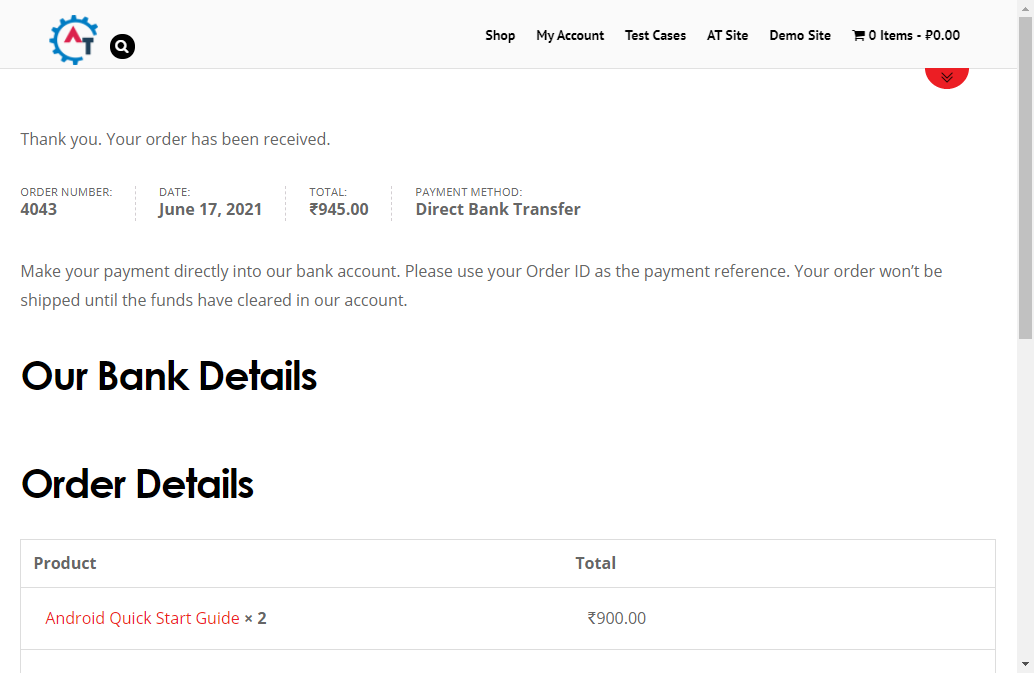 AT
Shop My Account Test Cases AT Site Demo Site 0 Items - ₽0.00
Thank you. Your order has been received.
ORDER NUMBER: DATE: TOTAL: PAYMENT METHOD:
4043 June 17, 2021 ₹945.00 Direct Bank Transfer
Make your payment directly into our bank account. Please use your Order ID as the payment reference. Your order won’t be
shipped until the funds have cleared in our account.
Our Bank Details
Order Details
Product Total
Android Quick Start Guide × 2 ₹900.00